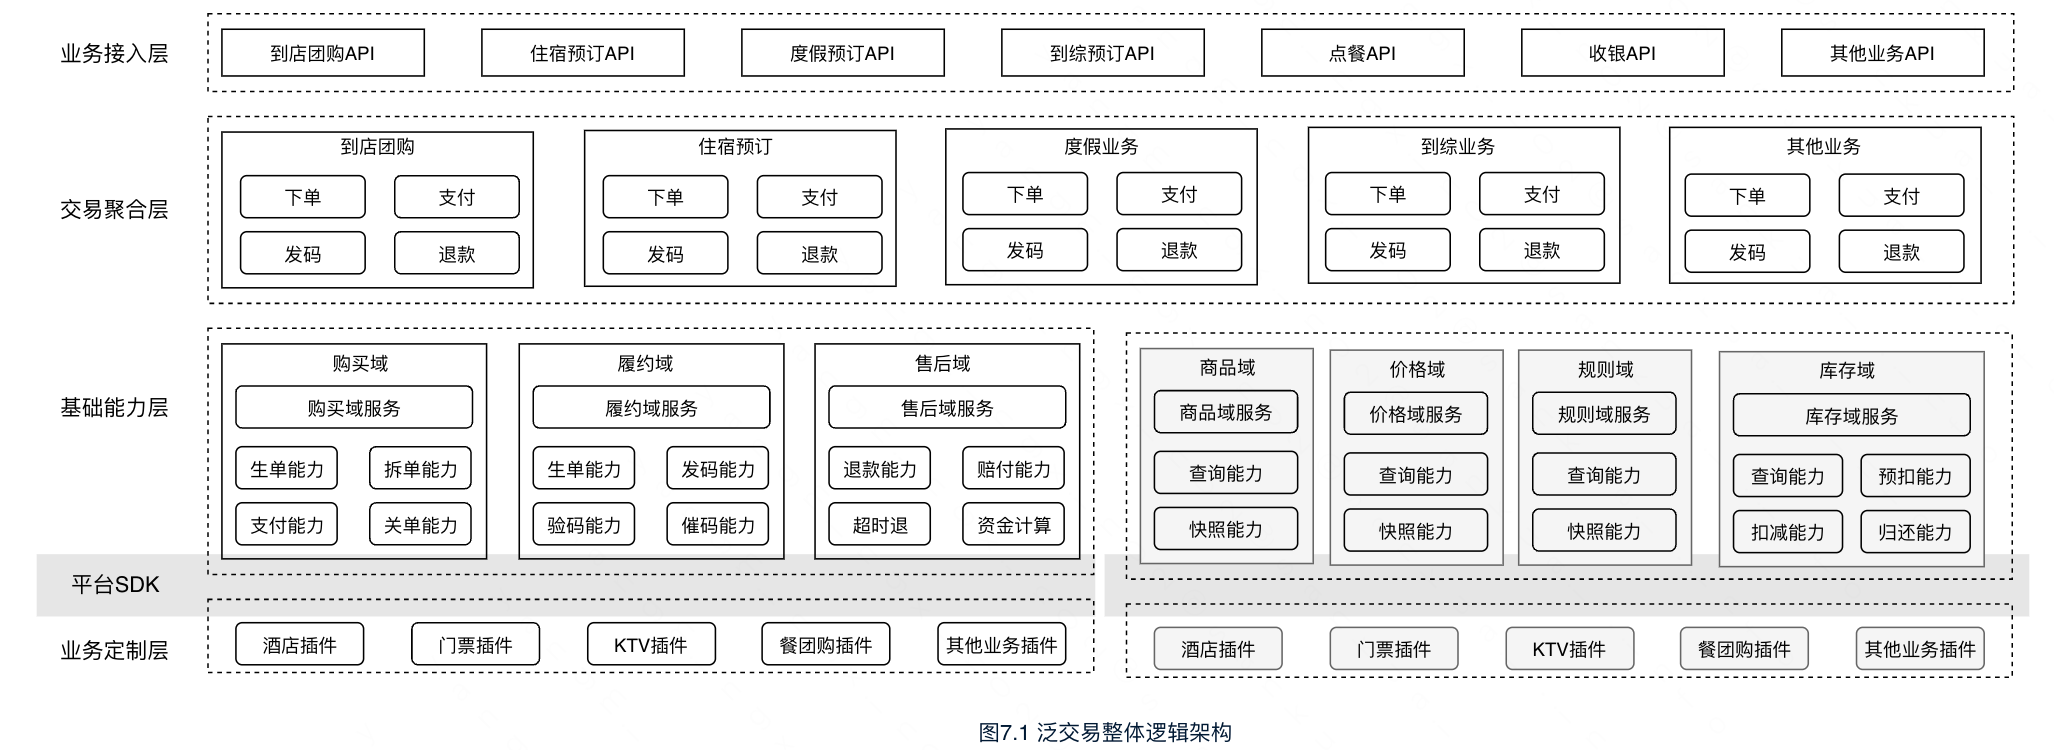 业务接入层
到店团购API
住宿预订API
度假预订API
到综预订API
点餐API
收银API
其他业务API
交易聚合层
到店团购
下单
支付
发码
退款
住宿预订
下单
支付
发码
退款
度假业务
下单
支付
发码
退款
到综业务
下单
支付
发码
退款
其他业务
下单
支付
发码
退款
基础能力层
购买域
购买域服务
生单能力
拆单能力
支付能力
关单能力
履约域
履约域服务
生单能力
发码能力
验码能力
催码能力
售后域
售后域服务
退款能力
赔付能力
超时退
资金计算
商品域
商品域服务
查询能力
快照能力
价格域
价格域服务
查询能力
快照能力
规则域
规则域服务
查询能力
快照能力
库存域
库存域服务
查询能力
预扣能力
扣减能力
归还能力
平台SDK
业务定制层
酒店插件
门票插件
KTV插件
餐团购插件
其他业务插件
酒店插件
门票插件
KTV插件
餐团购插件
其他业务插件
图7.1 泛交易整体逻辑架构